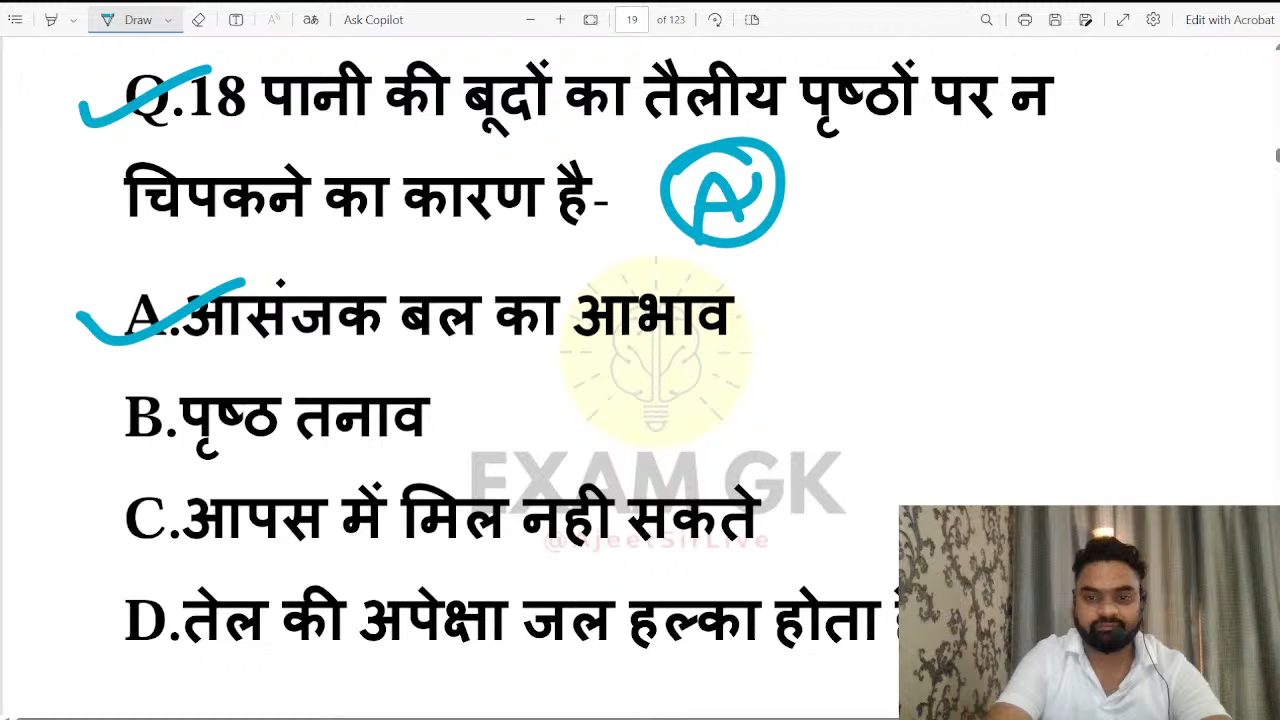 Draw
Ask Copilot
19 of 123
Edit with Acrobat
Q.18 पानी की बूदों का तैलीय पृष्ठों पर न
चिपकने का कारण है-
A
A.आसंजक बल का आभाव
B.पृष्ठ तनाव
EXAM GK
C.आपस में मिल नही सकते
@AjeetSirLive
D.तेल की अपेक्षा जल हल्का होता